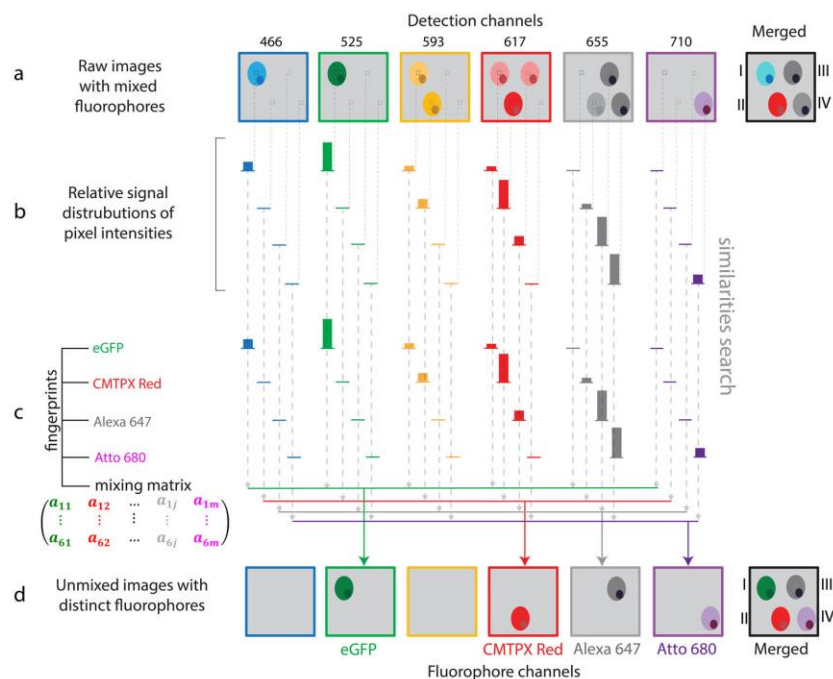 Detection channels
466 525 593 617 655 710 Merged
a Raw images
with mixed
fluorophores
I III
II IV
b Relative signal
distrubutions of
pixel intensities
similarities search
c fingerprints
eGFP
CMTPX Red
Alexa 647
Atto 680
mixing matrix
a11 a12 ... a1j a1m
⋮ ⋮ ⋮ ⋮ ⋮
a61 a62 ... a6j a6m
d Unmixed images with
distinct fluorophores
I III
II IV
eGFP CMTPX Red Alexa 647 Atto 680 Merged
Fluorophore channels